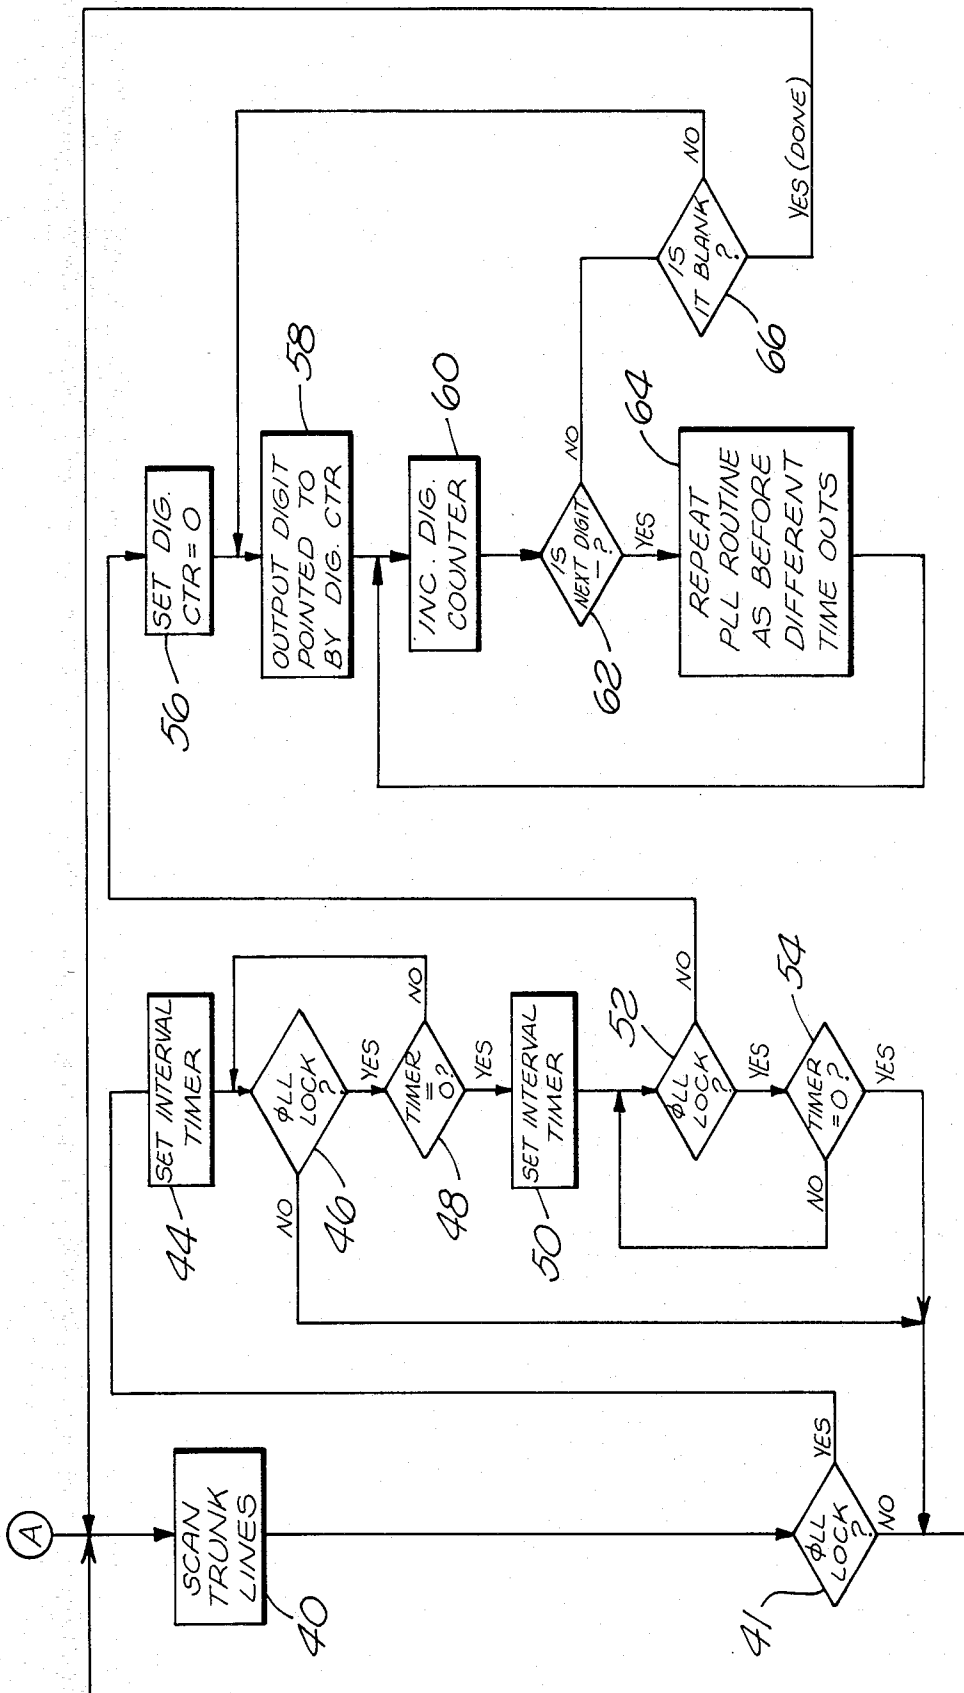 A
SCAN
TRUNK
LINES
40
ΦLL
LOCK
?
41
YES
NO
SET INTERVAL
TIMER
44
ΦLL
LOCK
?
46
NO
YES
TIMER
=
0?
48
NO
YES
SET INTERVAL
TIMER
50
ΦLL
LOCK?
52
NO
YES
TIMER
=0?
54
NO
YES
SET DIG.
CTR=0
56
OUTPUT DIGIT
POINTED TO
BY DIG. CTR
58
INC. DIG.
COUNTER
60
IS
NEXT DIGIT
— ?
62
NO
YES
REPEAT
PLL ROUTINE
AS BEFORE
DIFFERENT
TIME OUTS
64
IS
IT BLANK
?
66
NO
YES (DONE)